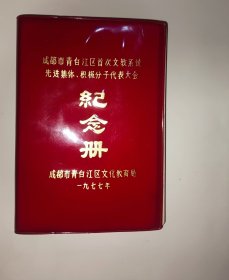 成都市青白江区首次文教系统
先进集体、积极分子代表大会
纪念册
成都市青白江区文化教育局
一九七七年